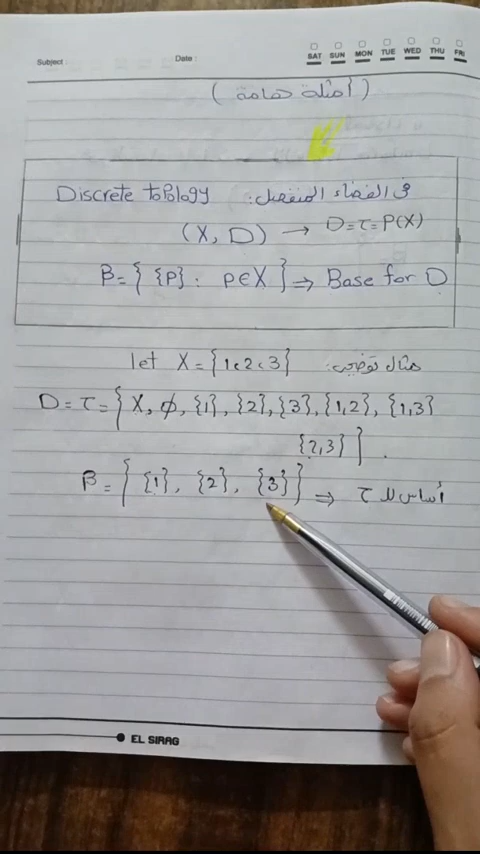 Subject : Date : SAT SUN MON TUE WED THU FRI
(أمثلة هامة)
في الفضاء المنفصل: Discrete topology
(X, D) → D = τ = P(X)
β = { {P} : P∈X } ⇒ Base for D
مثال توضيحي: let X = {1،2،3}
D = τ = { X, ∅, {1}, {2}, {3}, {1,2}, {1,3}
{2,3} } .
β = { {1}, {2}, {3} } ⇒ أساس لـ τ
EL SIRAG